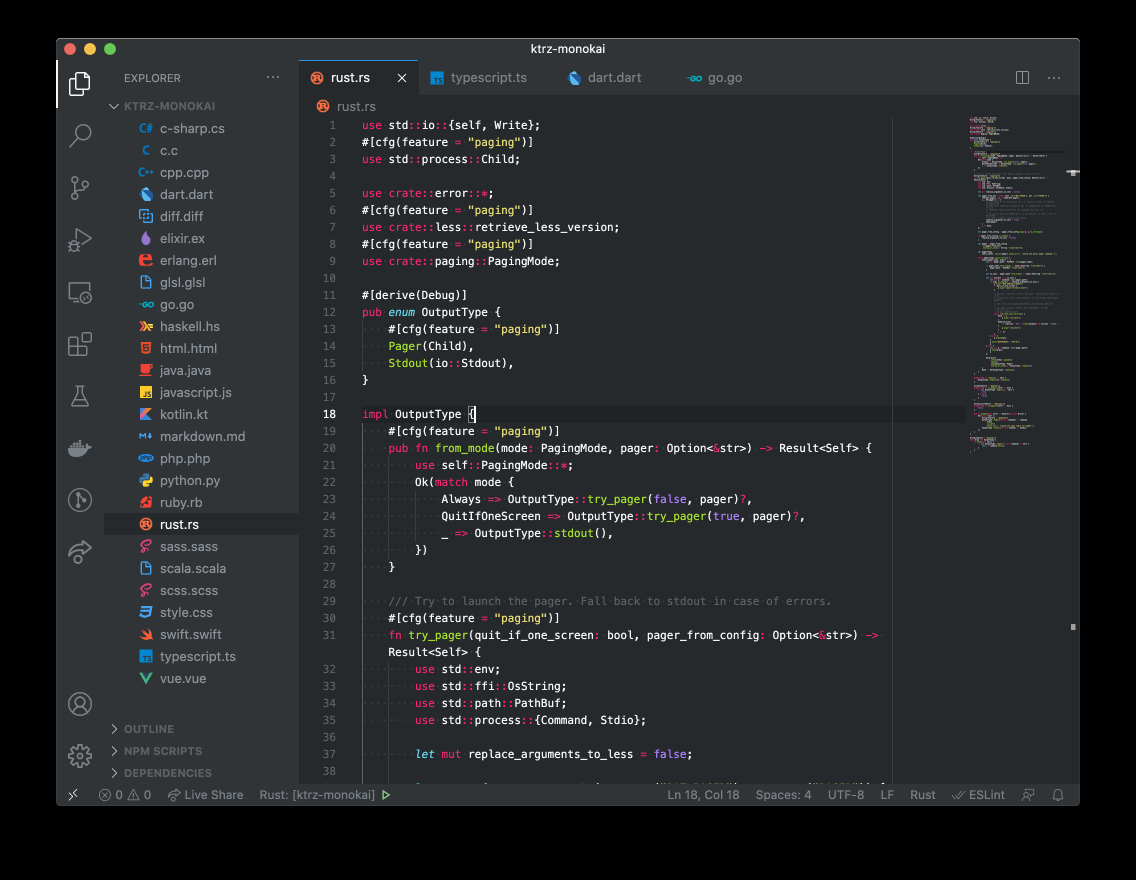 ktrz-monokai
EXPLORER
KTRZ-MONOKAI
C# c-sharp.cs
C c.c
C++ cpp.cpp
dart.dart
diff.diff
elixir.ex
erlang.erl
glsl.glsl
go.go
haskell.hs
html.html
java.java
JS javascript.js
kotlin.kt
markdown.md
php php.php
python.py
ruby.rb
rust.rs
sass.sass
scala.scala
scss.scss
style.css
swift.swift
TS typescript.ts
vue.vue
OUTLINE
NPM SCRIPTS
DEPENDENCIES
rust.rs
TS typescript.ts
dart.dart
go.go
rust.rs
1 use std::io::{self, Write};
2 #[cfg(feature = "paging")]
3 use std::process::Child;
4
5 use crate::error::*;
6 #[cfg(feature = "paging")]
7 use crate::less::retrieve_less_version;
8 #[cfg(feature = "paging")]
9 use crate::paging::PagingMode;
10
11 #[derive(Debug)]
12 pub enum OutputType {
13 #[cfg(feature = "paging")]
14 Pager(Child),
15 Stdout(io::Stdout),
16 }
17
18 impl OutputType {
19 #[cfg(feature = "paging")]
20 pub fn from_mode(mode: PagingMode, pager: Option<&str>) -> Result<Self> {
21 use self::PagingMode::*;
22 Ok(match mode {
23 Always => OutputType::try_pager(false, pager)?,
24 QuitIfOneScreen => OutputType::try_pager(true, pager)?,
25 _ => OutputType::stdout(),
26 })
27 }
28
29 /// Try to launch the pager. Fall back to stdout in case of errors.
30 #[cfg(feature = "paging")]
31 fn try_pager(quit_if_one_screen: bool, pager_from_config: Option<&str>) ->
Result<Self> {
32 use std::env;
33 use std::ffi::OsString;
34 use std::path::PathBuf;
35 use std::process::{Command, Stdio};
36
37 let mut replace_arguments_to_less = false;
38
0 0 Live Share Rust: [ktrz-monokai] Ln 18, Col 18 Spaces: 4 UTF-8 LF Rust ESLint